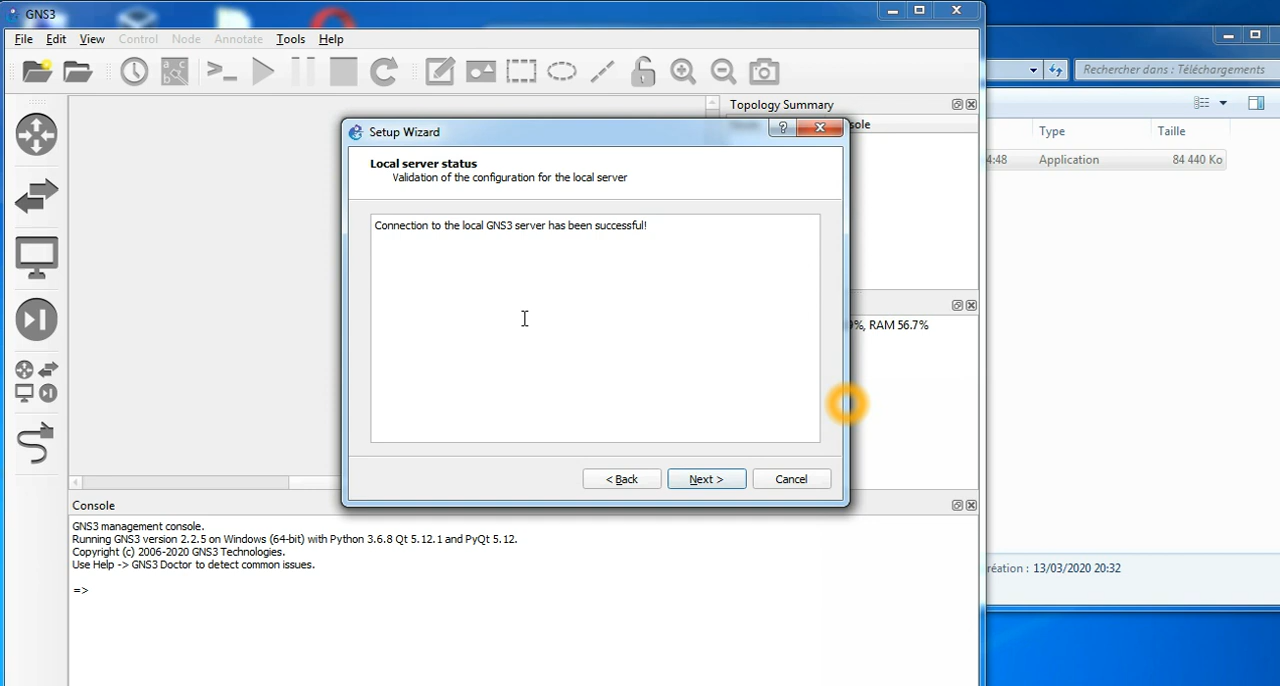 GNS3
File Edit View Control Node Annotate Tools Help
Rechercher dans : Téléchargements
Topology Summary
Type Taille
4:48 Application 84 440 Ko
Setup Wizard
Local server status
Validation of the configuration for the local server
Connection to the local GNS3 server has been successful!
%, RAM 56.7%
< Back Next > Cancel
Console
GNS3 management console.
Running GNS3 version 2.2.5 on Windows (64-bit) with Python 3.6.8 Qt 5.12.1 and PyQt 5.12.
Copyright (c) 2006-2020 GNS3 Technologies.
Use Help -> GNS3 Doctor to detect common issues.
=>
réation : 13/03/2020 20:32